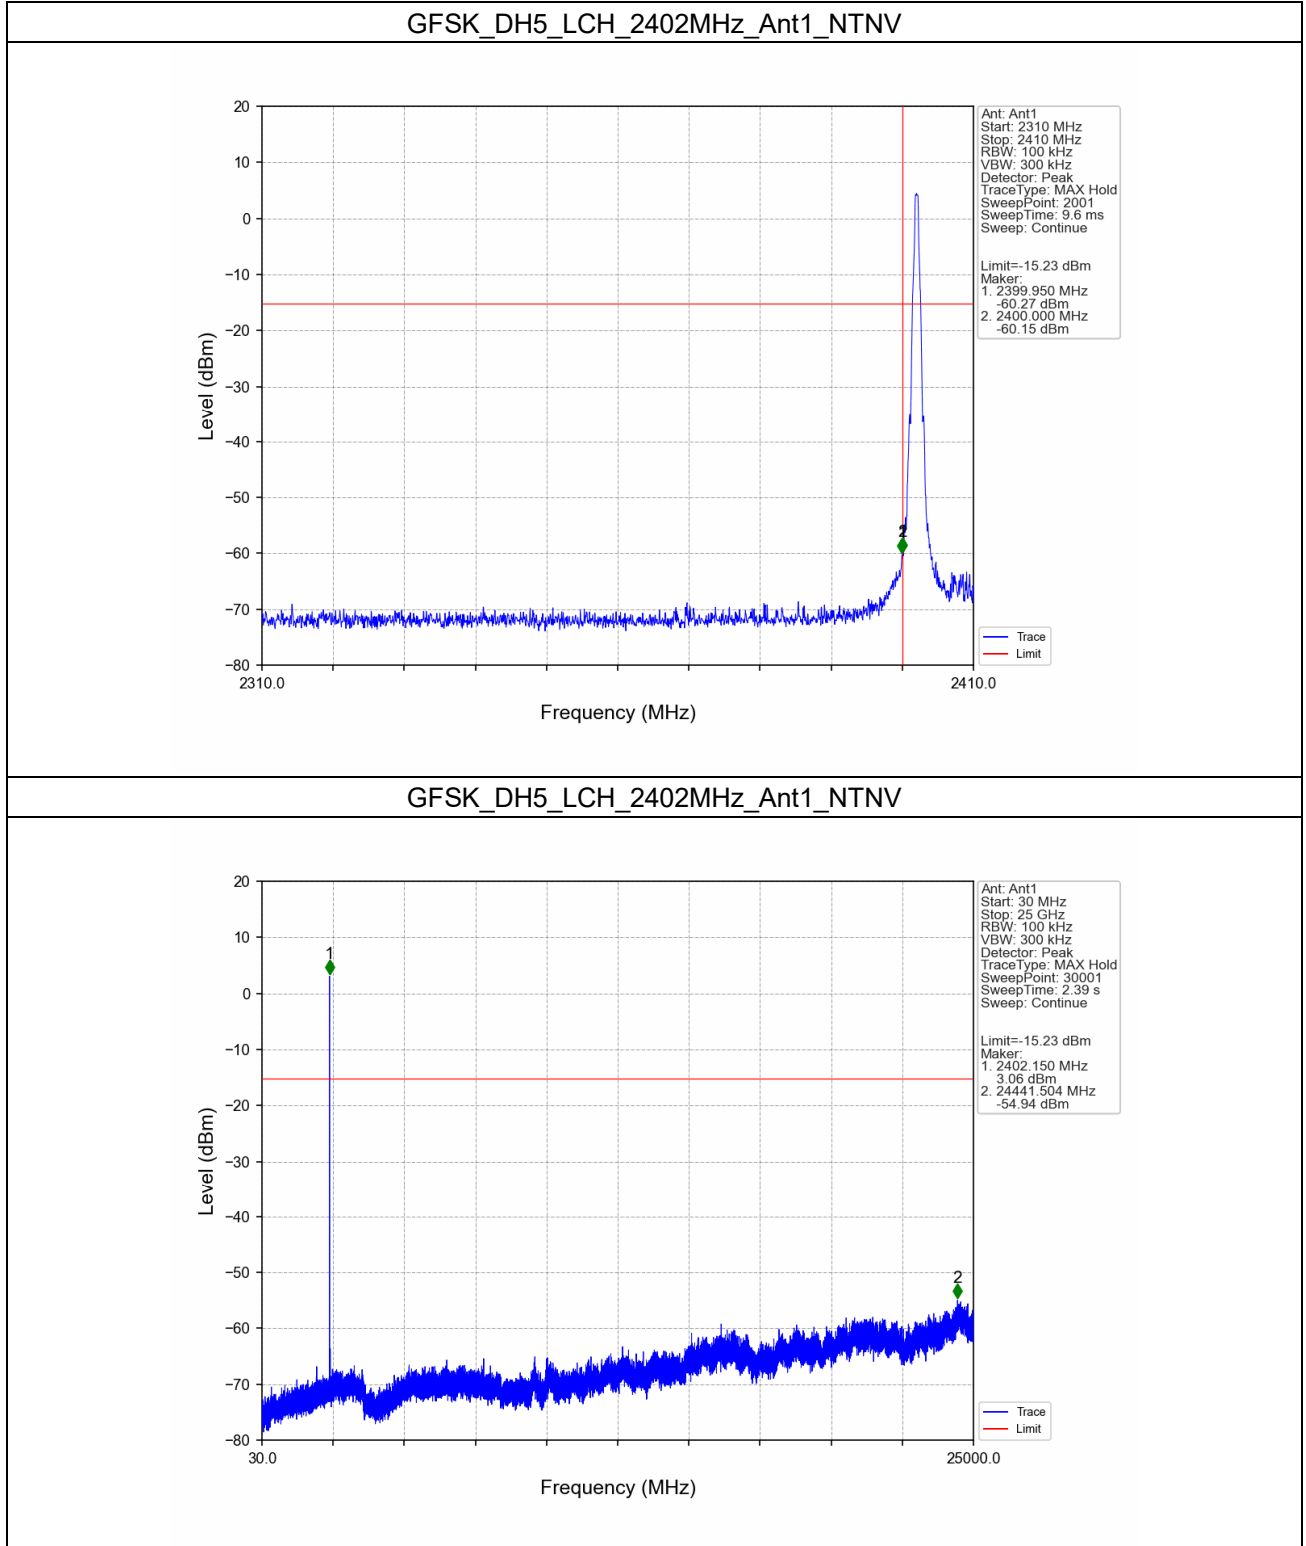 GFSK_DH5_LCH_2402MHz_Ant1_NTNV
20
10
0
−10
−20
−30
−40
−50
−60
−70
−80
Level (dBm)
2310.0
2410.0
Frequency (MHz)
2
Ant: Ant1
Start: 2310 MHz
Stop: 2410 MHz
RBW: 100 kHz
VBW: 300 kHz
Detector: Peak
TraceType: MAX Hold
SweepPoint: 2001
SweepTime: 9.6 ms
Sweep: Continue
Limit=-15.23 dBm
Maker:
1. 2399.950 MHz
-60.27 dBm
2. 2400.000 MHz
-60.15 dBm
Trace
Limit
GFSK_DH5_LCH_2402MHz_Ant1_NTNV
20
10
0
−10
−20
−30
−40
−50
−60
−70
−80
Level (dBm)
30.0
25000.0
Frequency (MHz)
1
2
Ant: Ant1
Start: 30 MHz
Stop: 25 GHz
RBW: 100 kHz
VBW: 300 kHz
Detector: Peak
TraceType: MAX Hold
SweepPoint: 30001
SweepTime: 2.39 s
Sweep: Continue
Limit=-15.23 dBm
Maker:
1. 2402.150 MHz
3.06 dBm
2. 24441.504 MHz
-54.94 dBm
Trace
Limit